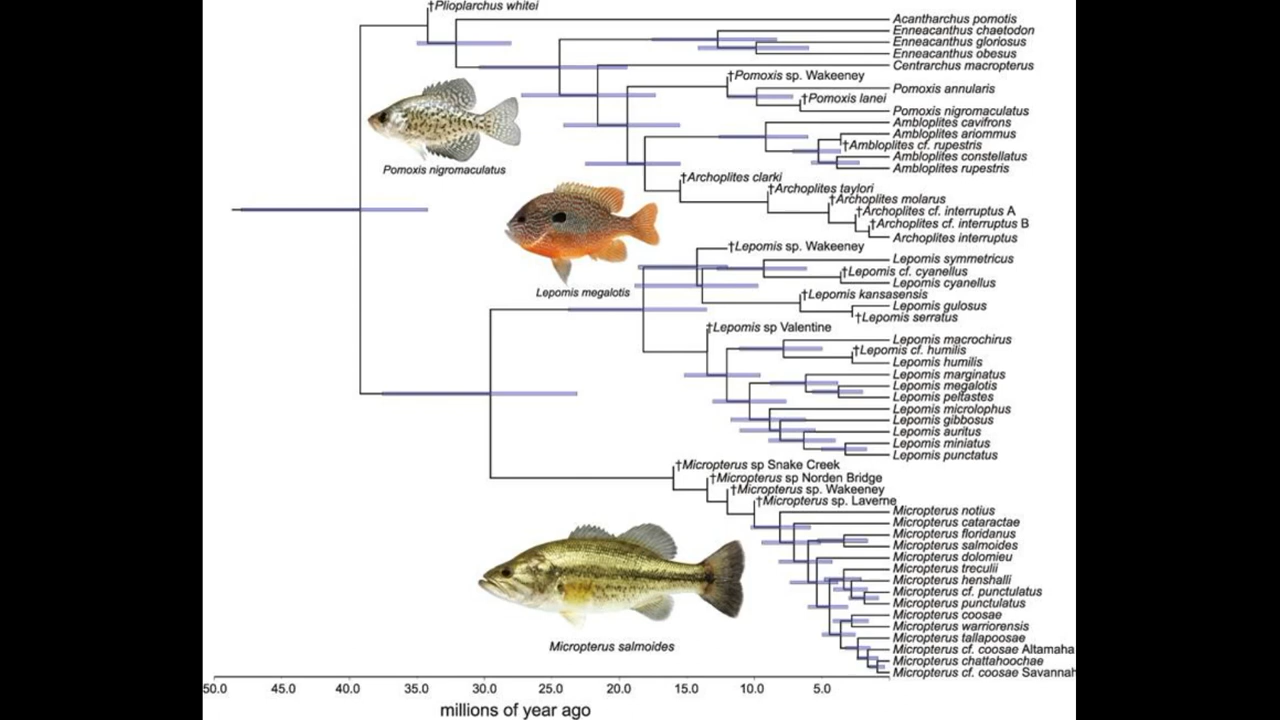 †Plioplarchus whitei
Acantharchus pomotis
Enneacanthus chaetodon
Enneacanthus gloriosus
Enneacanthus obesus
Centrarchus macropterus
†Pomoxis sp. Wakeeney
Pomoxis annularis
†Pomoxis lanei
Pomoxis nigromaculatus
Ambloplites cavifrons
Ambloplites ariommus
†Ambloplites cf. rupestris
Ambloplites constellatus
Ambloplites rupestris
Pomoxis nigromaculatus
†Archoplites clarki
†Archoplites taylori
†Archoplites molarus
†Archoplites cf. interruptus A
†Archoplites cf. interruptus B
Archoplites interruptus
†Lepomis sp. Wakeeney
Lepomis symmetricus
†Lepomis cf. cyanellus
Lepomis cyanellus
Lepomis megalotis
†Lepomis kansasensis
Lepomis gulosus
†Lepomis serratus
†Lepomis sp Valentine
Lepomis macrochirus
†Lepomis cf. humilis
Lepomis humilis
Lepomis marginatus
Lepomis megalotis
Lepomis peltastes
Lepomis microlophus
Lepomis gibbosus
Lepomis auritus
Lepomis miniatus
Lepomis punctatus
†Micropterus sp Snake Creek
†Micropterus sp Norden Bridge
†Micropterus sp. Wakeeney
†Micropterus sp. Laverne
Micropterus notius
Micropterus cataractae
Micropterus floridanus
Micropterus salmoides
Micropterus dolomieu
Micropterus treculii
Micropterus henshalli
Micropterus cf. punctulatus
Micropterus punctulatus
Micropterus coosae
Micropterus warriorensis
Micropterus tallapoosae
Micropterus salmoides
Micropterus cf. coosae Altamaha
Micropterus chattahoochae
Micropterus cf. coosae Savannah
50.0 45.0 40.0 35.0 30.0 25.0 20.0 15.0 10.0 5.0
millions of year ago